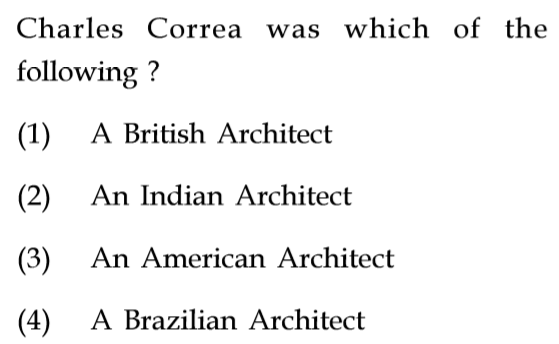 Charles Correa was which of the
following ?
(1) A British Architect
(2) An Indian Architect
(3) An American Architect
(4) A Brazilian Architect